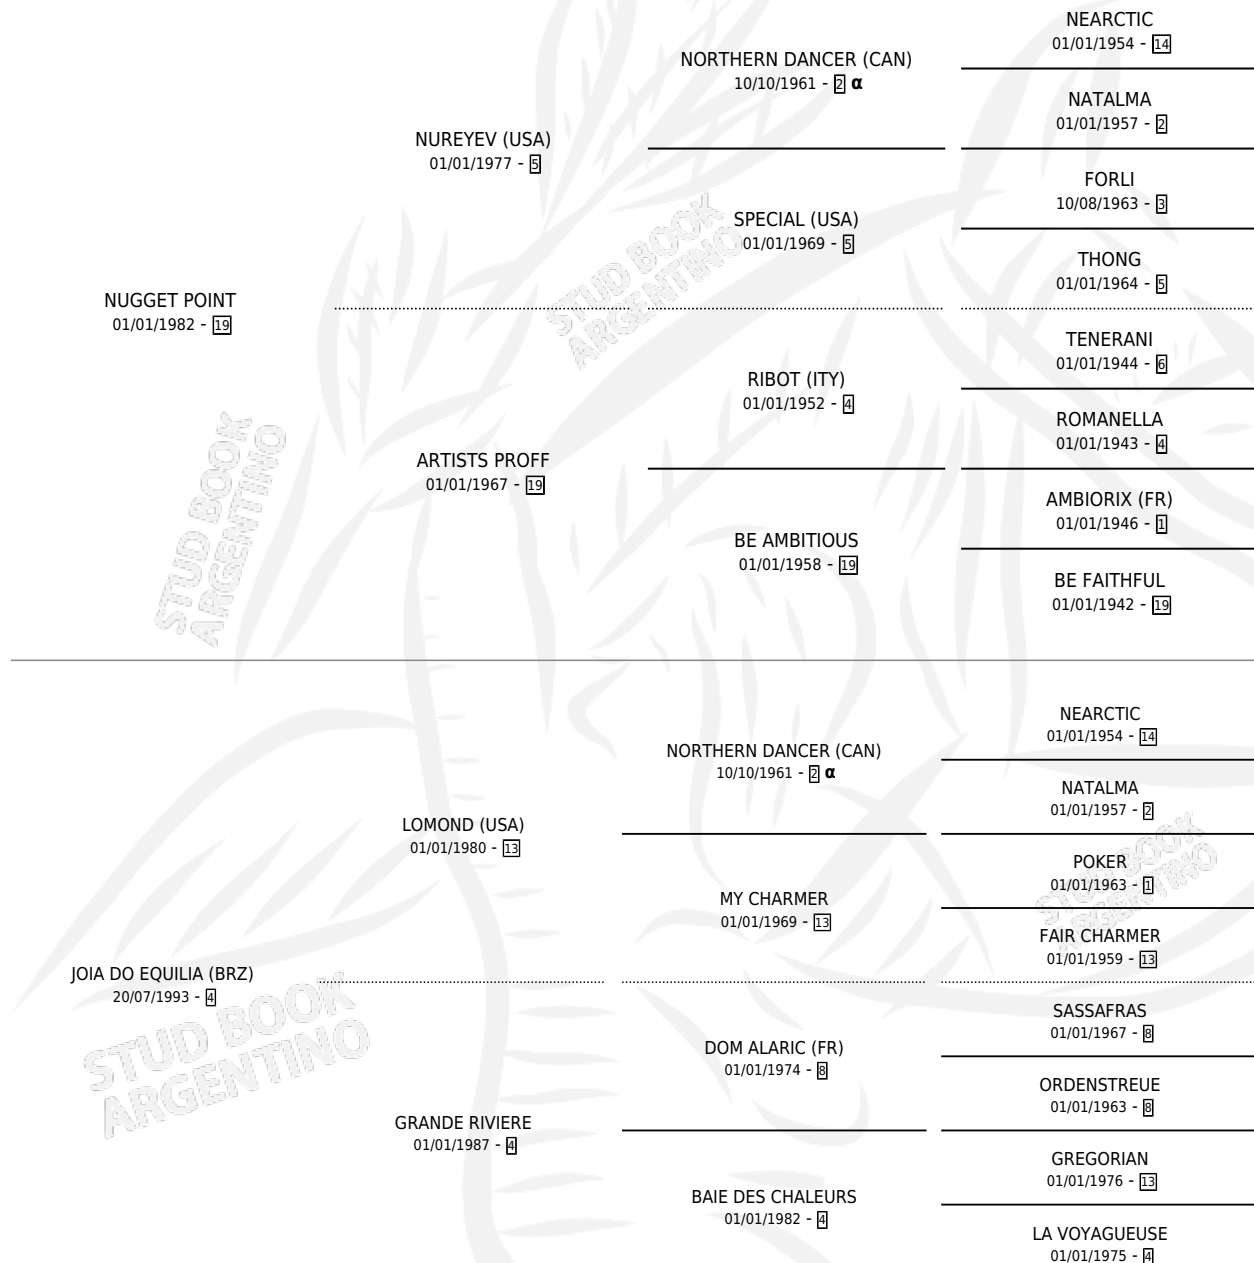 NEARCTIC
01/01/1954 - 14
NORTHERN DANCER (CAN)
10/10/1961 - 2 α
NATALMA
01/01/1957 - 2
NUREYEV (USA)
01/01/1977 - 5
FORLI
10/08/1963 - 3
SPECIAL (USA)
01/01/1969 - 5
THONG
01/01/1964 - 5
STUD BOOK
ARGENTINO
NUGGET POINT
01/01/1982 - 19
TENERANI
01/01/1944 - 6
RIBOT (ITY)
01/01/1952 - 4
ROMANELLA
01/01/1943 - 4
ARTISTS PROFF
01/01/1967 - 19
AMBIORIX (FR)
01/01/1946 - 1
BE AMBITIOUS
01/01/1958 - 19
BE FAITHFUL
01/01/1942 - 19
STUD BOOK
ARGENTINO
NEARCTIC
01/01/1954 - 14
NORTHERN DANCER (CAN)
10/10/1961 - 2 α
NATALMA
01/01/1957 - 2
LOMOND (USA)
01/01/1980 - 13
POKER
01/01/1963 - 1
MY CHARMER
01/01/1969 - 13
FAIR CHARMER
01/01/1959 - 13
STUD BOOK
ARGENTINO
JOIA DO EQUILIA (BRZ)
20/07/1993 - 4
SASSAFRAS
01/01/1967 - 8
DOM ALARIC (FR)
01/01/1974 - 8
ORDENSTREUE
01/01/1963 - 8
STUD BOOK
ARGENTINO
GRANDE RIVIERE
01/01/1987 - 4
GREGORIAN
01/01/1976 - 13
BAIE DES CHALEURS
01/01/1982 - 4
LA VOYAGUEUSE
01/01/1975 - 4